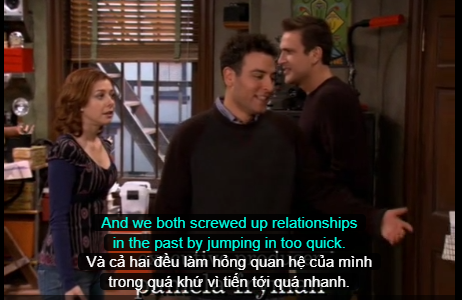 And we both screwed up relationships
in the past by jumping in too quick.
Và cả hai đều làm hỏng quan hệ của mình
trong quá khứ vì tiến tới quá nhanh.